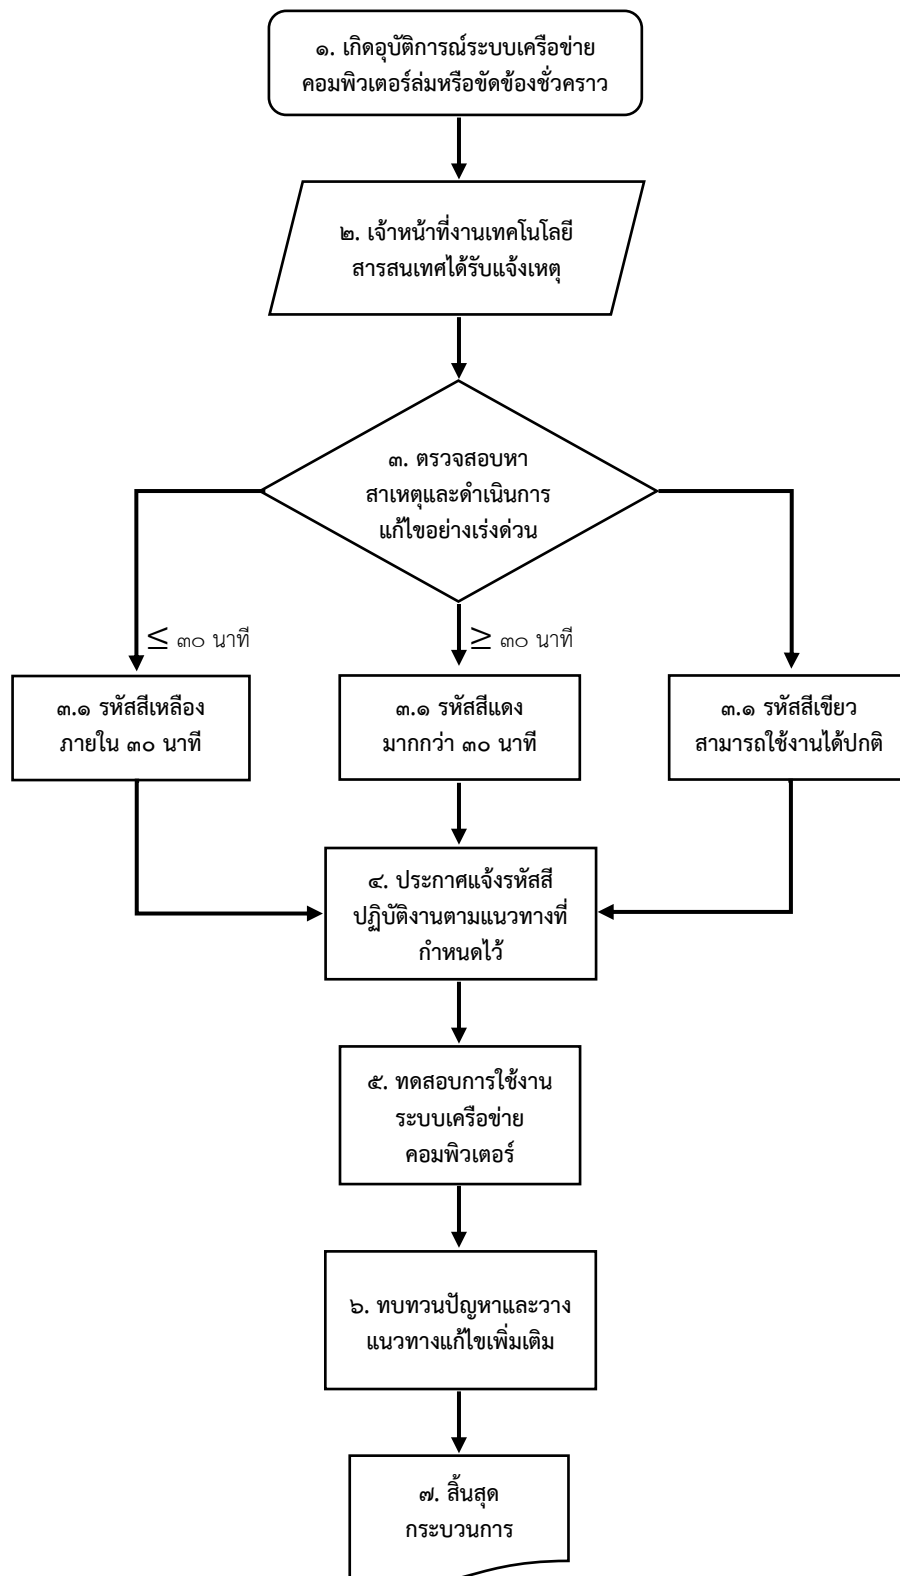 ๑. เกิดอุบัติการณ์ระบบเครือข่าย
คอมพิวเตอร์ล่มหรือขัดข้องชั่วคราว
๒. เจ้าหน้าที่งานเทคโนโลยี
สารสนเทศได้รับแจ้งเหตุ
๓. ตรวจสอบหา
สาเหตุและดำเนินการ
แก้ไขอย่างเร่งด่วน
≤ ๓๐ นาที
≥ ๓๐ นาที
๓.๑ รหัสสีเหลือง
ภายใน ๓๐ นาที
๓.๑ รหัสสีแดง
มากกว่า ๓๐ นาที
๓.๑ รหัสสีเขียว
สามารถใช้งานได้ปกติ
๔. ประกาศแจ้งรหัสสี
ปฏิบัติงานตามแนวทางที่
กำหนดไว้
๕. ทดสอบการใช้งาน
ระบบเครือข่าย
คอมพิวเตอร์
๖. ทบทวนปัญหาและวาง
แนวทางแก้ไขเพิ่มเติม
๗. สิ้นสุด
กระบวนการ